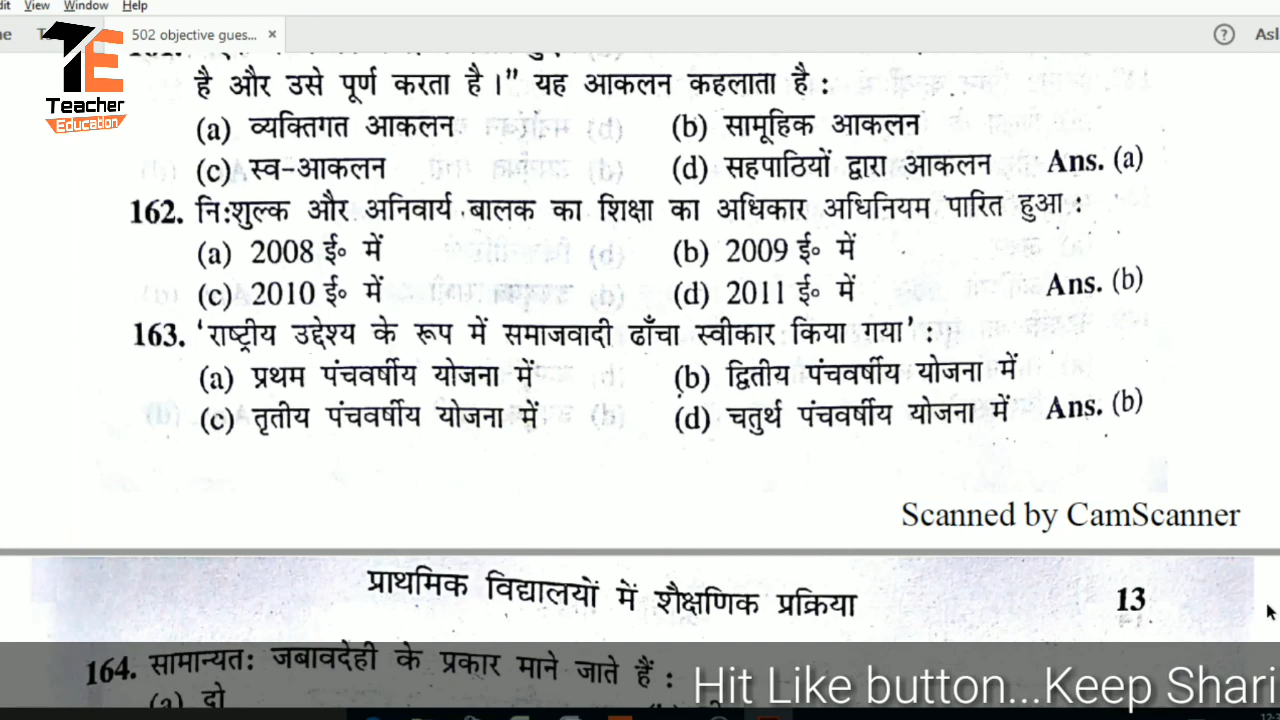 View Window Help
502 objective gues... ×
Teacher
Education
है और उसे पूर्ण करता है।” यह आकलन कहलाता है :
(a) व्यक्तिगत आकलन (b) सामूहिक आकलन
(c) स्व-आकलन (d) सहपाठियों द्वारा आकलन Ans. (a)
162. निःशुल्क और अनिवार्य बालक का शिक्षा का अधिकार अधिनियम पारित हुआ :
(a) 2008 ई० में (b) 2009 ई० में
(c) 2010 ई० में (d) 2011 ई० में Ans. (b)
163. ‘राष्ट्रीय उद्देश्य के रूप में समाजवादी ढाँचा स्वीकार किया गया’ :
(a) प्रथम पंचवर्षीय योजना में (b) द्वितीय पंचवर्षीय योजना में
(c) तृतीय पंचवर्षीय योजना में (d) चतुर्थ पंचवर्षीय योजना में Ans. (b)
Scanned by CamScanner
प्राथमिक विद्यालयों में शैक्षणिक प्रक्रिया 13
164. सामान्यतः जबावदेही के प्रकार माने जाते हैं :
(a) दो
Hit Like button...Keep Shari